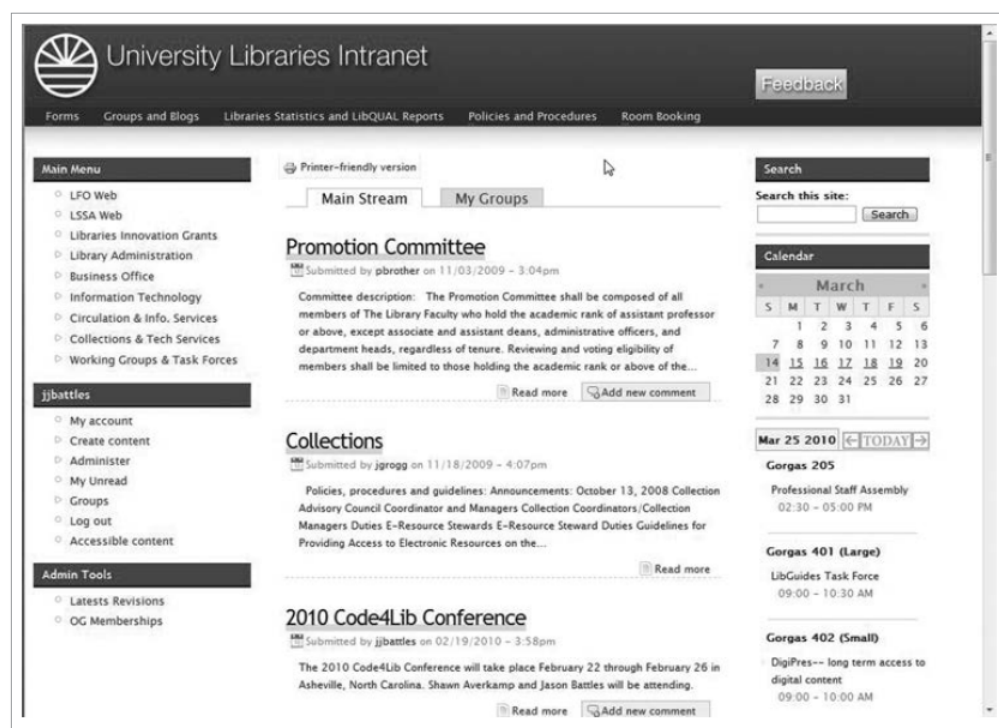 University Libraries Intranet
Feedback
Forms Groups and Blogs Libraries Statistics and LibQUAL Reports Policies and Procedures Room Booking
Main Menu
LFO Web
LSSA Web
Libraries Innovation Grants
Library Administration
Business Office
Information Technology
Circulation & Info. Services
Collections & Tech Services
Working Groups & Task Forces
jjbattles
My account
Create content
Administer
My Unread
Groups
Log out
Accessible content
Admin Tools
Latests Revisions
OG Memberships
Printer-friendly version
Main Stream My Groups
Promotion Committee
Submitted by pbrother on 11/03/2009 - 3:04pm
Committee description: The Promotion Committee shall be composed of all
members of The Library Faculty who hold the academic rank of assistant professor
or above, except associate and assistant deans, administrative officers, and
department heads, regardless of tenure. Reviewing and voting eligibility of
members shall be limited to those holding the academic rank or above of the...
Read more Add new comment
Collections
Submitted by jgrogg on 11/18/2009 - 4:07pm
Policies, procedures and guidelines: Announcements: October 13, 2008 Collection
Advisory Council Coordinator and Managers Collection Coordinators/Collection
Managers Duties E-Resource Stewards E-Resource Steward Duties Guidelines for
Providing Access to Electronic Resources on the...
Read more
2010 Code4Lib Conference
Submitted by jjbattles on 02/19/2010 - 3:58pm
The 2010 Code4Lib Conference will take place February 22 through February 26 in
Asheville, North Carolina. Shawn Averkamp and Jason Battles will be attending.
Read more Add new comment
Search
Search this site:
Search
Calendar
« March »
S M T W T F S
1 2 3 4 5 6
7 8 9 10 11 12 13
14 15 16 17 18 19 20
21 22 23 24 25 26 27
28 29 30 31
Mar 25 2010 TODAY
Gorgas 205
Professional Staff Assembly
02:30 - 05:00 PM
Gorgas 401 (Large)
LibGuides Task Force
09:00 - 10:30 AM
Gorgas 402 (Small)
DigiPres-- long term access to
digital content
09:00 - 10:00 AM